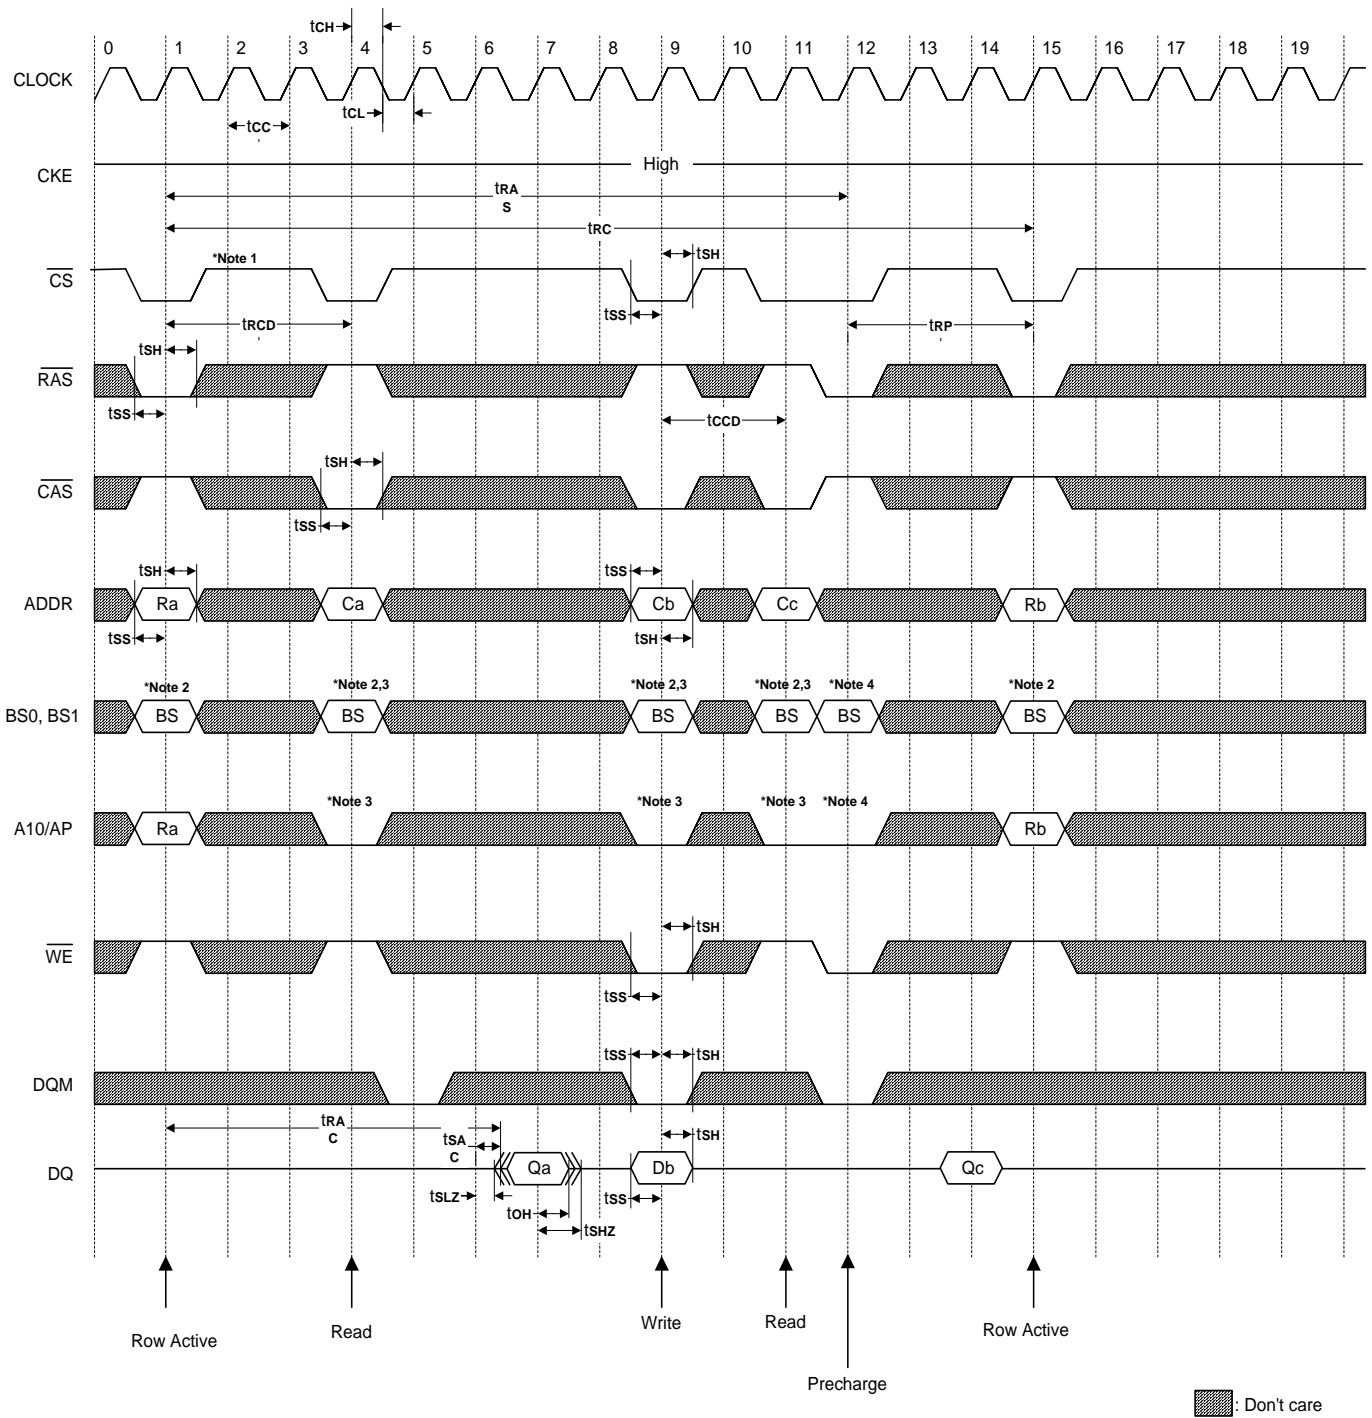 tCH
0 1 2 3 4 5 6 7 8 9 10 11 12 13 14 15 16 17 18 19
CLOCK
tCL
tCC
High
CKE
tRA
S
tRC
*Note 1
tSH
CS
tSS
tRCD
tRP
tSH
RAS
tSS
tCCD
tSH
CAS
tSS
tSH
tSS
ADDR
Ra Ca Cb Cc Rb
tSS
tSH
*Note 2 *Note 2,3 *Note 2,3 *Note 2,3 *Note 4 *Note 2
BS0, BS1
BS BS BS BS BS BS
*Note 3 *Note 3 *Note 3 *Note 4
A10/AP
Ra Rb
tSH
WE
tSS
tSS tSH
DQM
tRA
C
tSA
C
tSH
DQ
Qa Db Qc
tSLZ
tSS
tOH
tSHZ
Row Active
Read
Write
Read
Row Active
Precharge
: Don't care